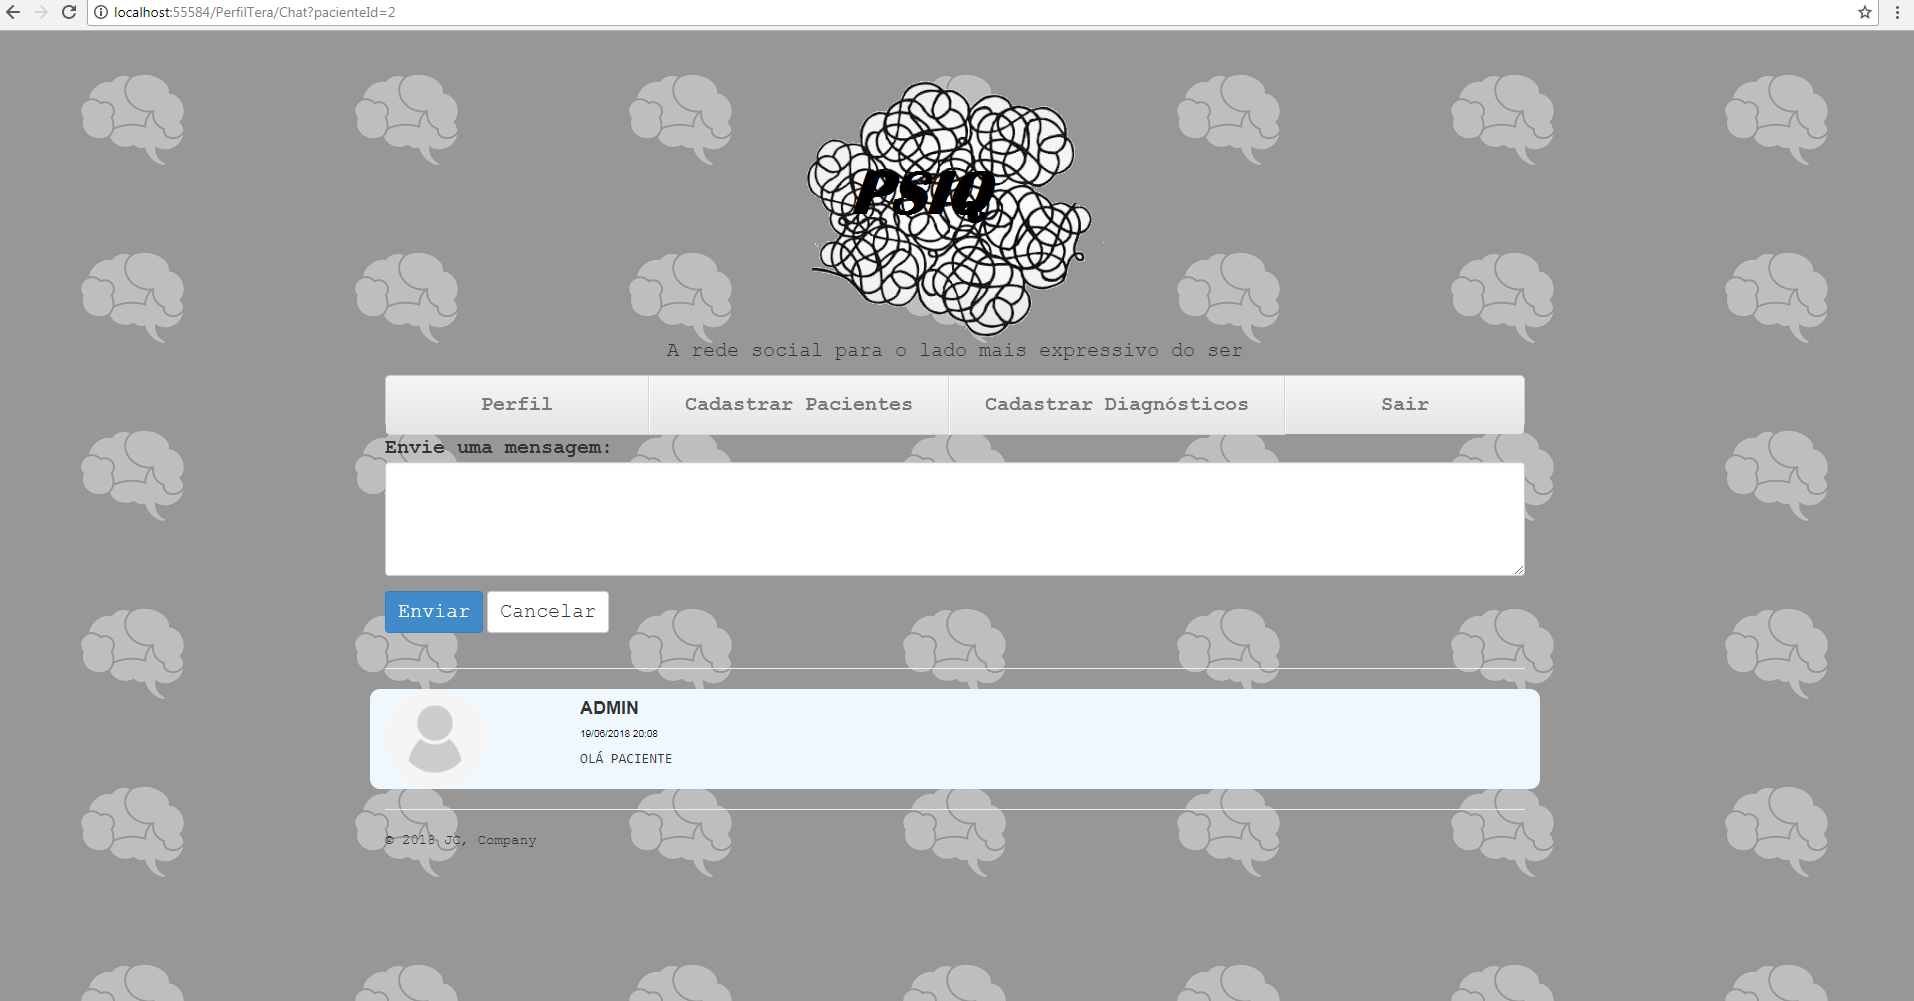 localhost:55584/PerfilTera/Chat?pacienteId=2
PSIQ
A rede social para o lado mais expressivo do ser
Perfil Cadastrar Pacientes Cadastrar Diagnósticos Sair
Envie uma mensagem:
Enviar Cancelar
ADMIN
19/06/2018 20:08
OLÁ PACIENTE
© 2018 JC, Company